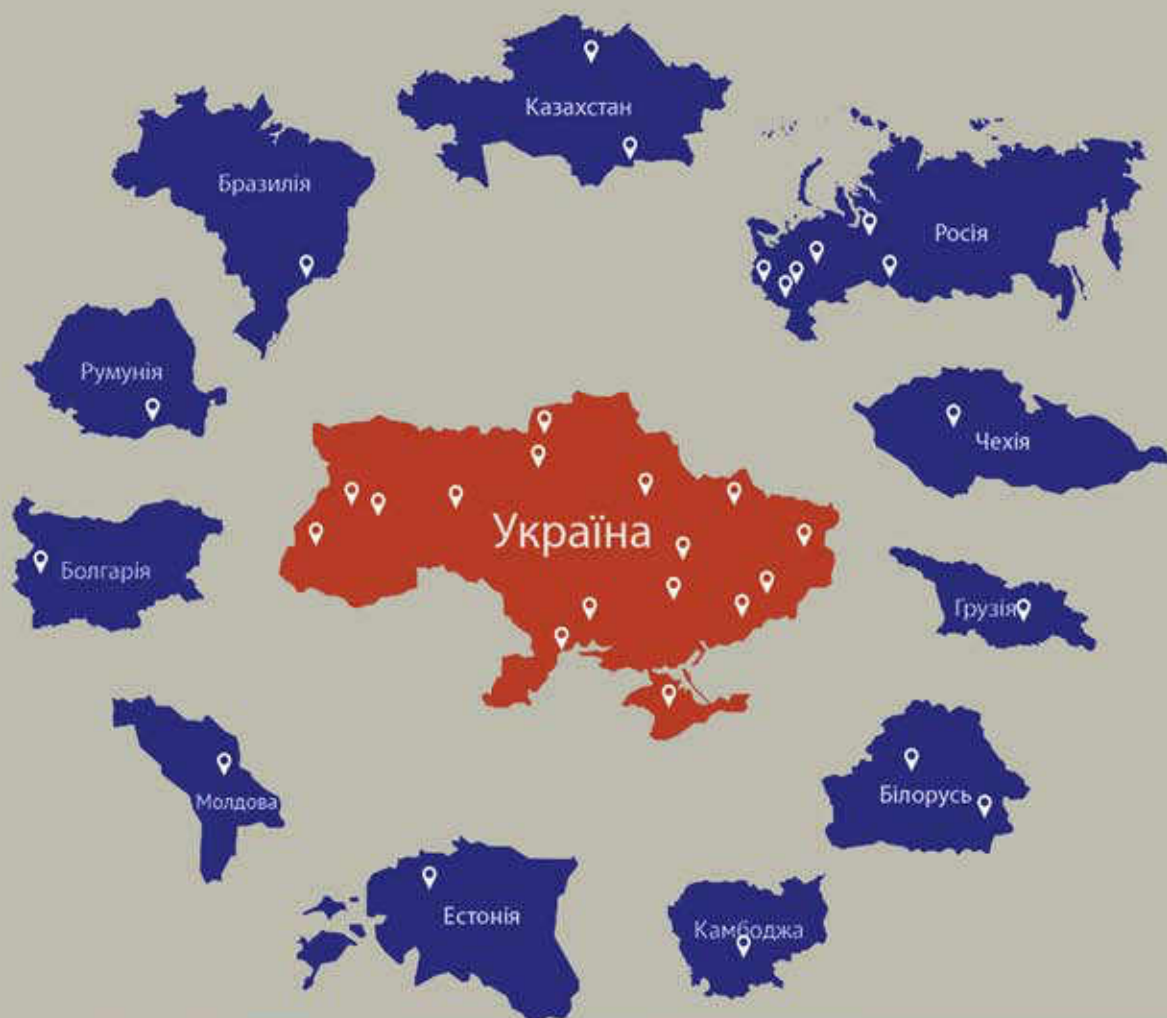 Казахстан
Бразилія
Росія
Румунія
Чехія
Україна
Болгарія
Грузія
Молдова
Білорусь
Естонія
Камбоджа